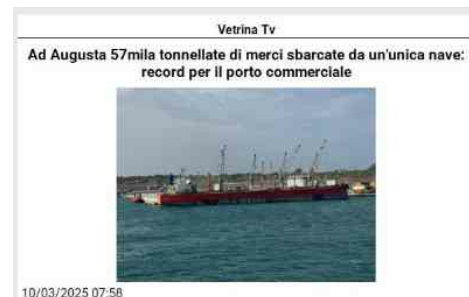 Vetrina Tv
Ad Augusta 57mila tonnellate di merci sbarcate da un'unica nave:
record per il porto commerciale
10/03/2025 07:58